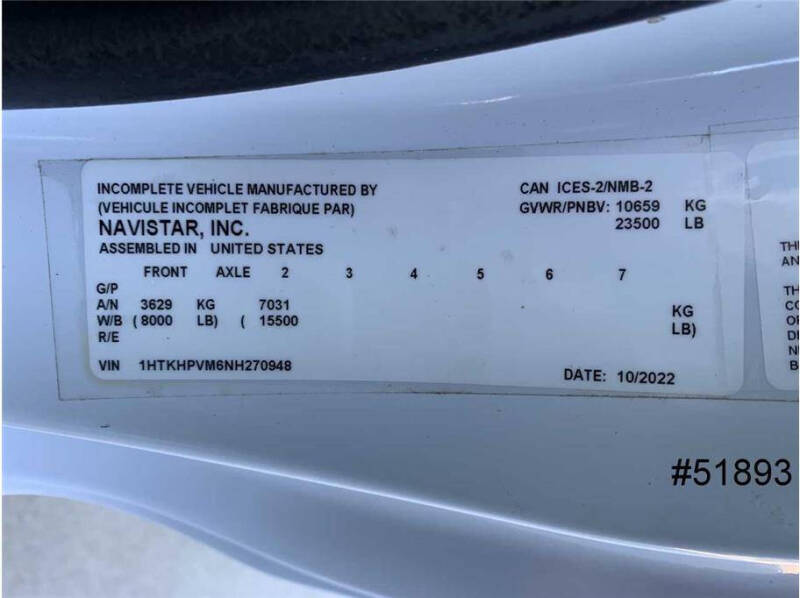 INCOMPLETE VEHICLE MANUFACTURED BY
(VEHICULE INCOMPLET FABRIQUE PAR)
NAVISTAR, INC.
ASSEMBLED IN UNITED STATES
CAN ICES-2/NMB-2
GVWR/PNBV: 10659 KG
23500 LB
FRONT AXLE 2 3 4 5 6 7
G/P
A/N 3629 KG 7031 KG
W/B ( 8000 LB) ( 15500 LB)
R/E
VIN 1HTKHPVM6NH270948
DATE: 10/2022
#51893